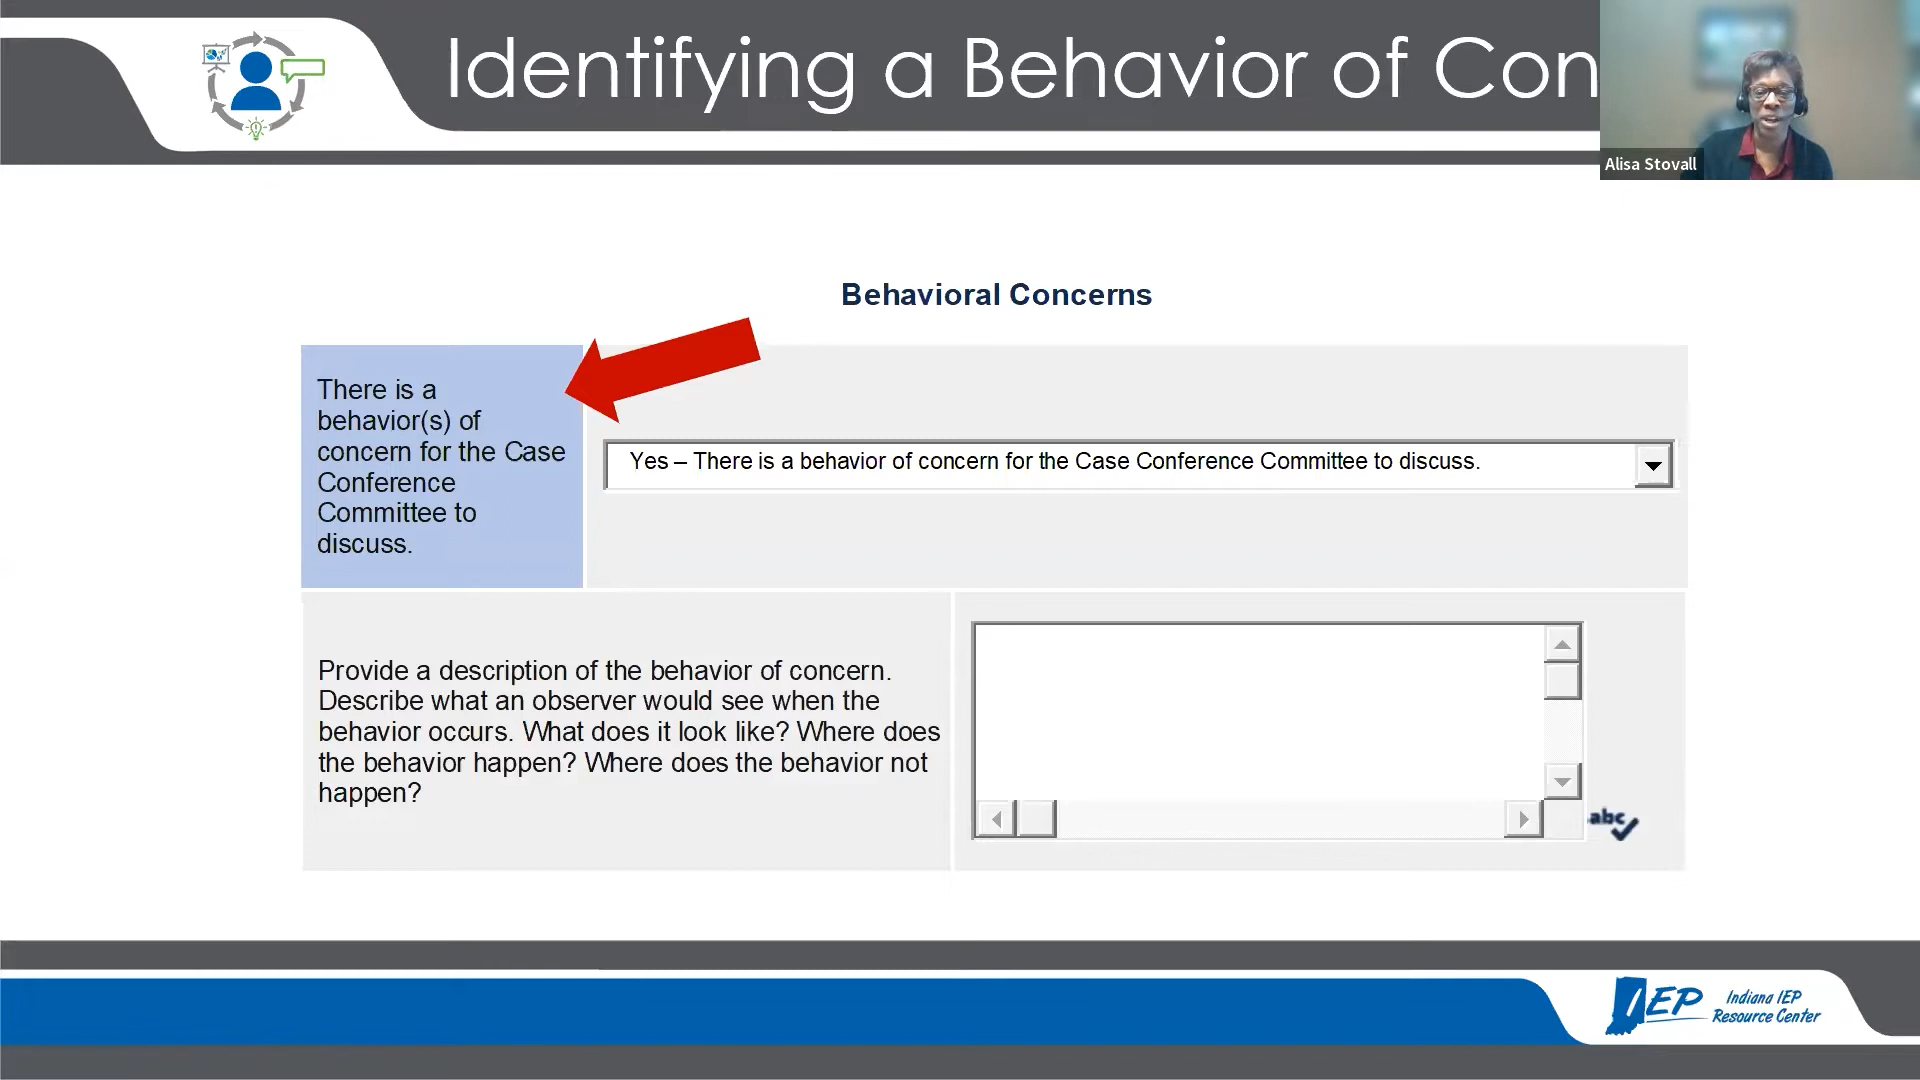 Identifying a Behavior of Con
Alisa Stovall
Behavioral Concerns
There is a
behavior(s) of
concern for the Case
Conference
Committee to
discuss.
Yes – There is a behavior of concern for the Case Conference Committee to discuss.
Provide a description of the behavior of concern.
Describe what an observer would see when the
behavior occurs. What does it look like? Where does
the behavior happen? Where does the behavior not
happen?
abc
IEP
Indiana IEP
Resource Center